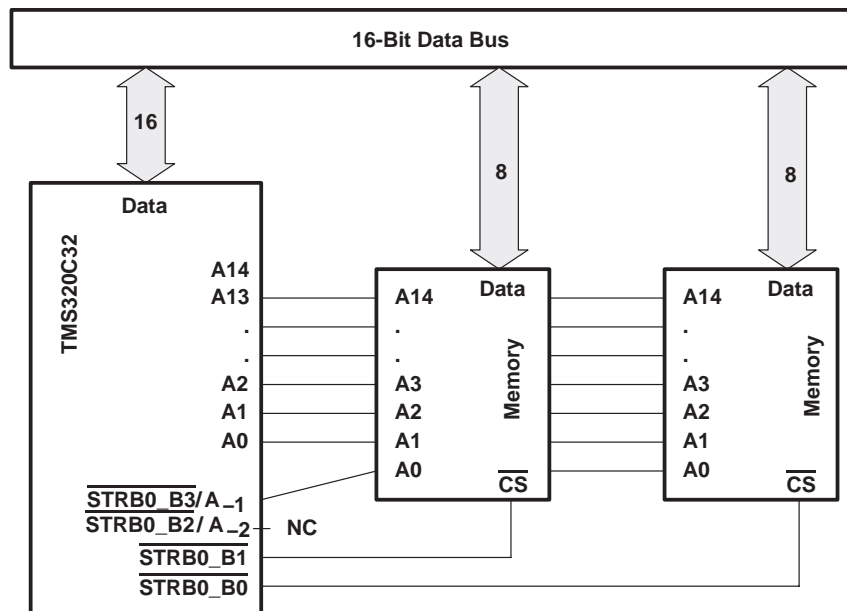 16-Bit Data Bus
16
8
8
Data
TMS320C32
A14
A13
.
.
A2
A1
A0
STRB0_B3/A–1
STRB0_B2/A–2
NC
STRB0_B1
STRB0_B0
Data
A14
.
.
A3
A2
A1
A0
Memory
CS
Data
A14
.
.
A3
A2
A1
A0
Memory
CS